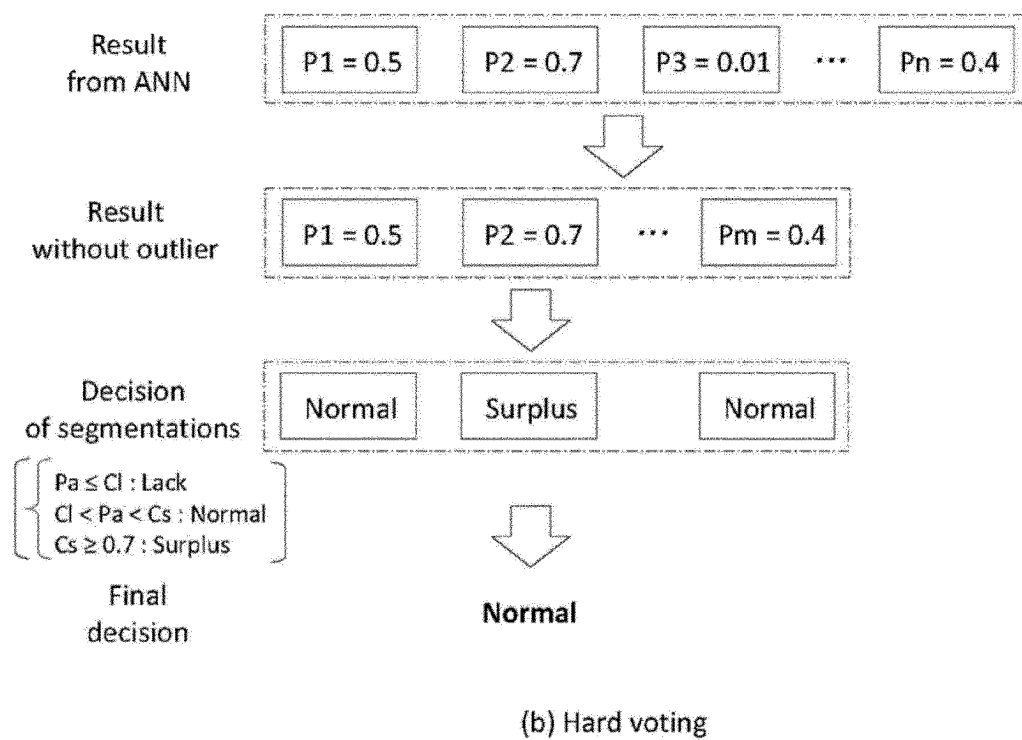 Result
from ANN
P1 = 0.5 P2 = 0.7 P3 = 0.01 ··· Pn = 0.4
Result
without outlier
P1 = 0.5 P2 = 0.7 ··· Pm = 0.4
Decision
of segmentations
Normal Surplus Normal
Pa ≤ Cl : Lack
Cl < Pa < Cs : Normal
Cs ≥ 0.7 : Surplus
Final
decision
Normal
(b) Hard voting